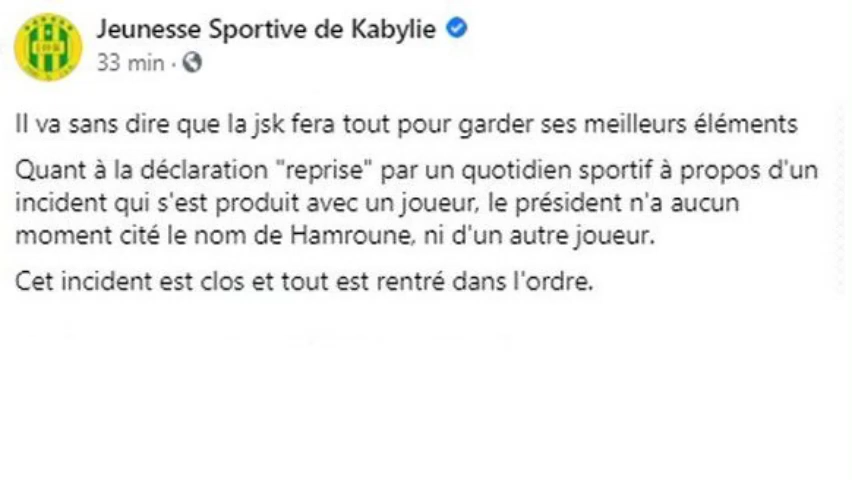 Jeunesse Sportive de Kabylie
33 min ·
Il va sans dire que la jsk fera tout pour garder ses meilleurs éléments
Quant à la déclaration "reprise" par un quotidien sportif à propos d'un
incident qui s'est produit avec un joueur, le président n'a aucun
moment cité le nom de Hamroune, ni d'un autre joueur.
Cet incident est clos et tout est rentré dans l'ordre.